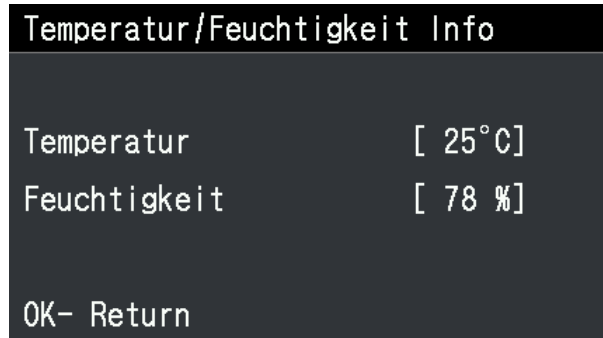 Temperatur/Feuchtigkeit Info
Temperatur [ 25°C]
Feuchtigkeit [ 78 %]
OK- Return